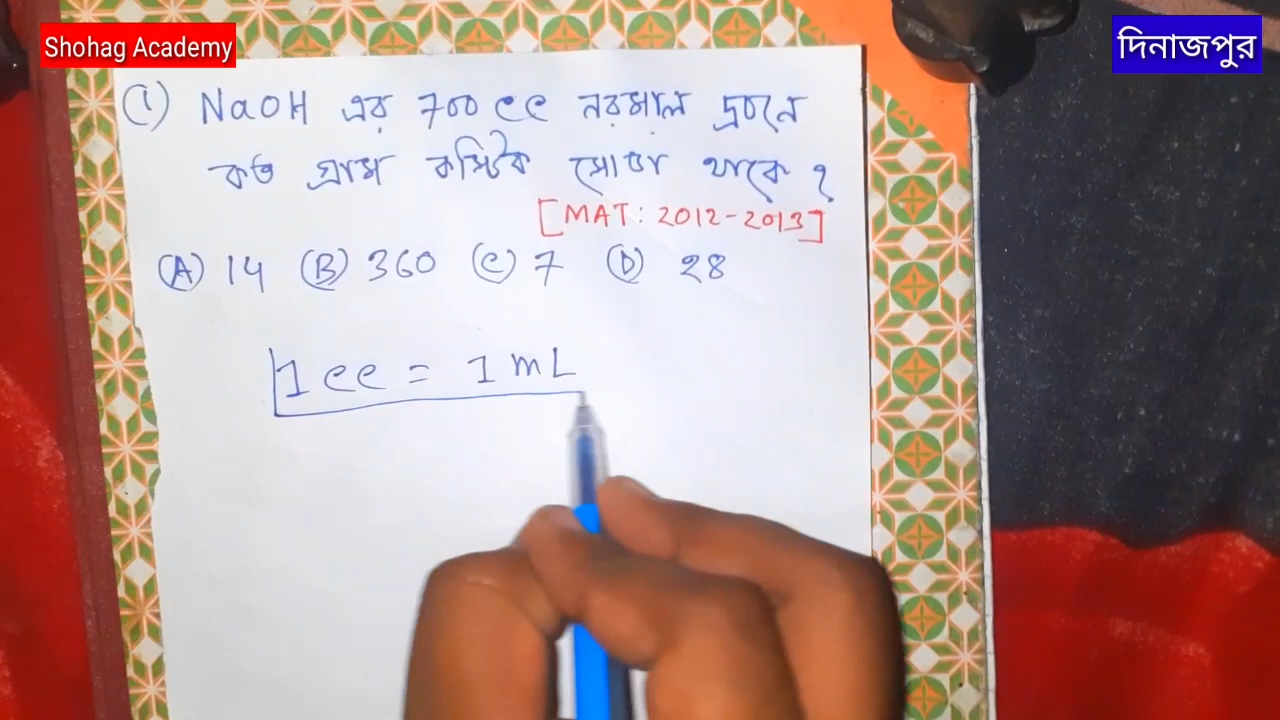 Shohag Academy
দিনাজপুর
(1) NaOH এর 700 cc নরমাল দ্রবনে
কত গ্রাম কস্টিক সোডা থাকে ?
[MAT: 2012-2013]
(A) 14 (B) 360 (C) 7 (D) 28
1 cc = 1 mL